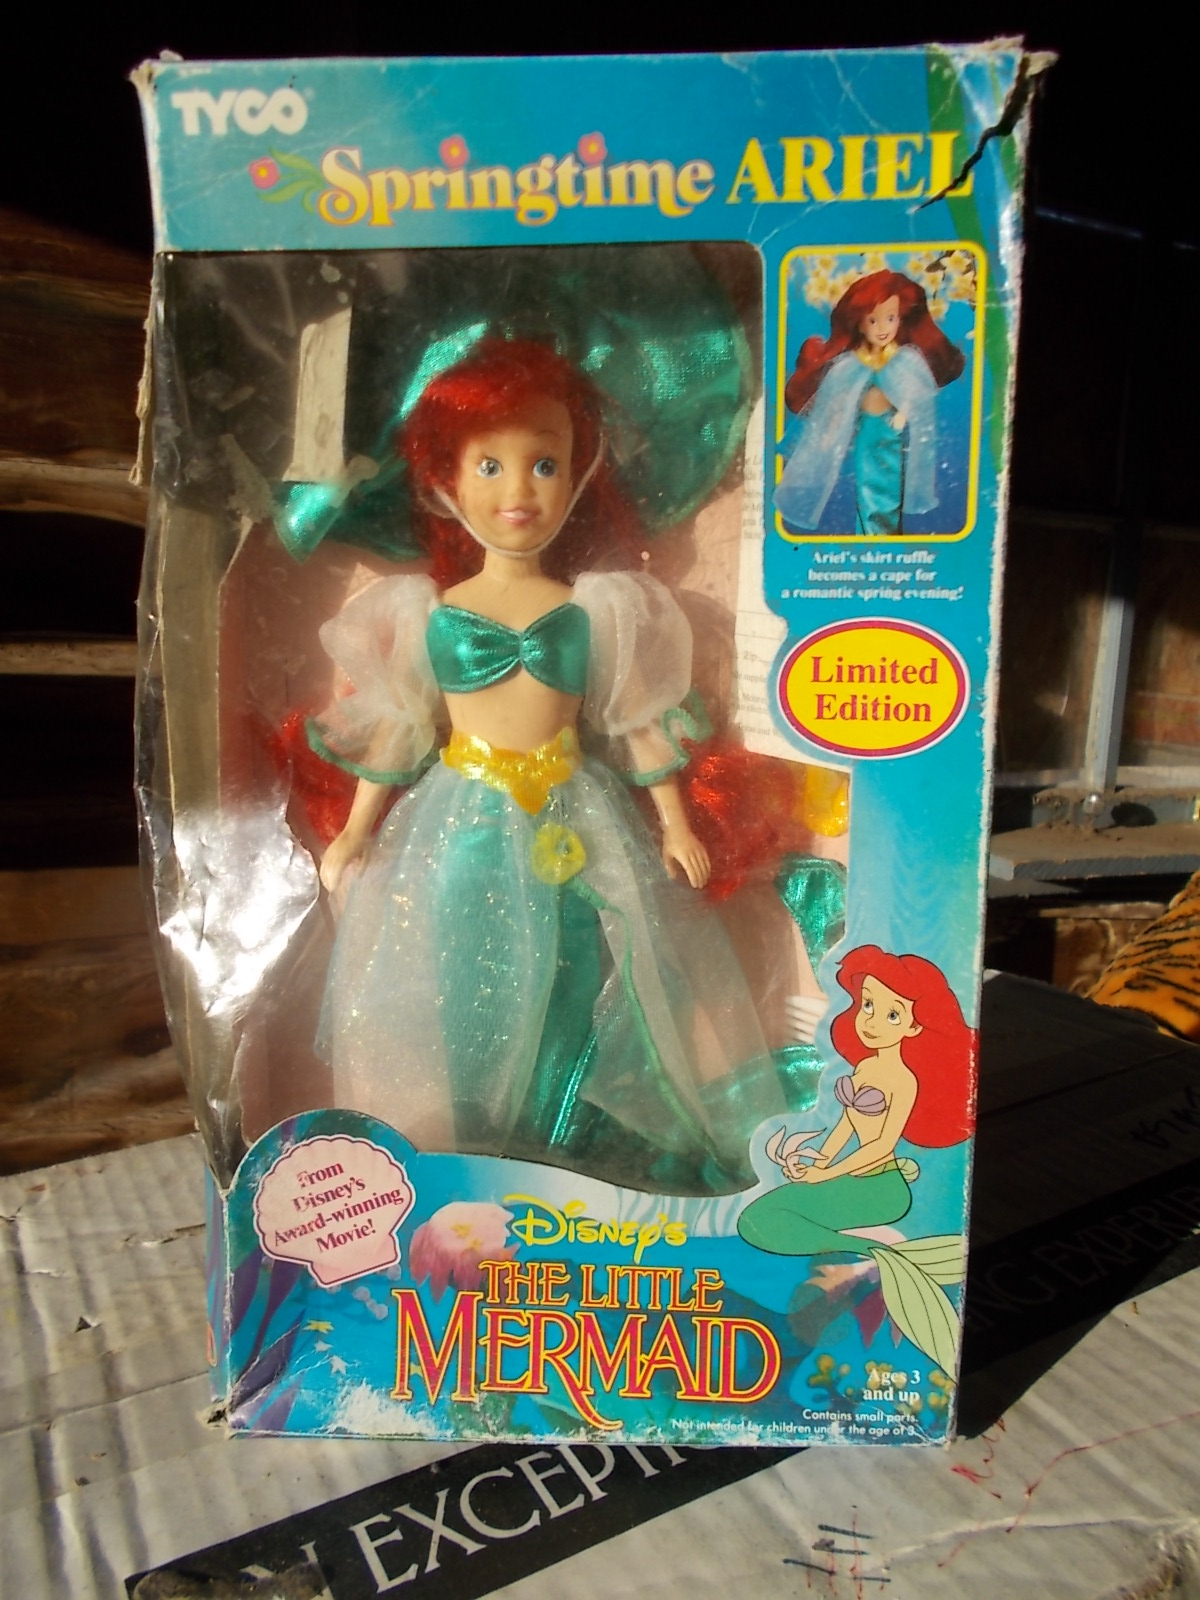 TYCO
Springtime ARIEL
Ariel's skirt ruffle
becomes a cape for
a romantic spring evening!
Limited
Edition
From
Disney's
Award-winning
Movie!
Disney's
THE LITTLE
MERMAID
Ages 3
and up
Contains small parts.
Not intended for children under the age of 3.
EXCEPTI
NG EXPERIE